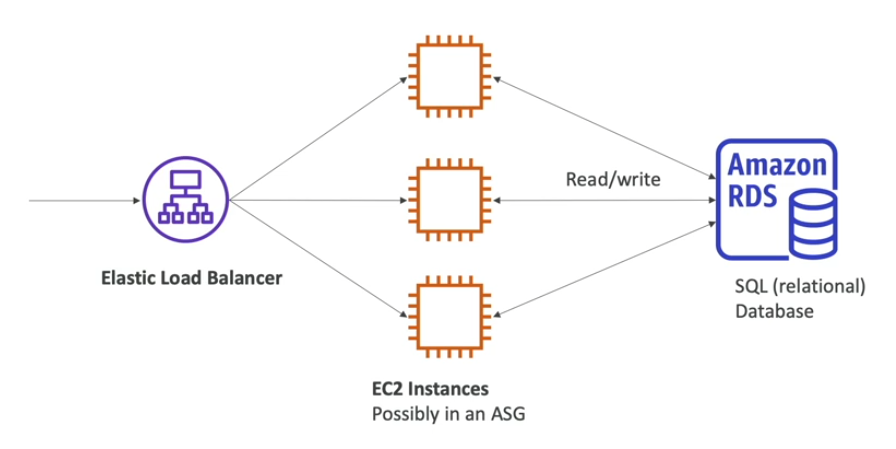 Elastic Load Balancer
EC2 Instances
Possibly in an ASG
Read/write
Amazon
RDS
SQL (relational)
Database